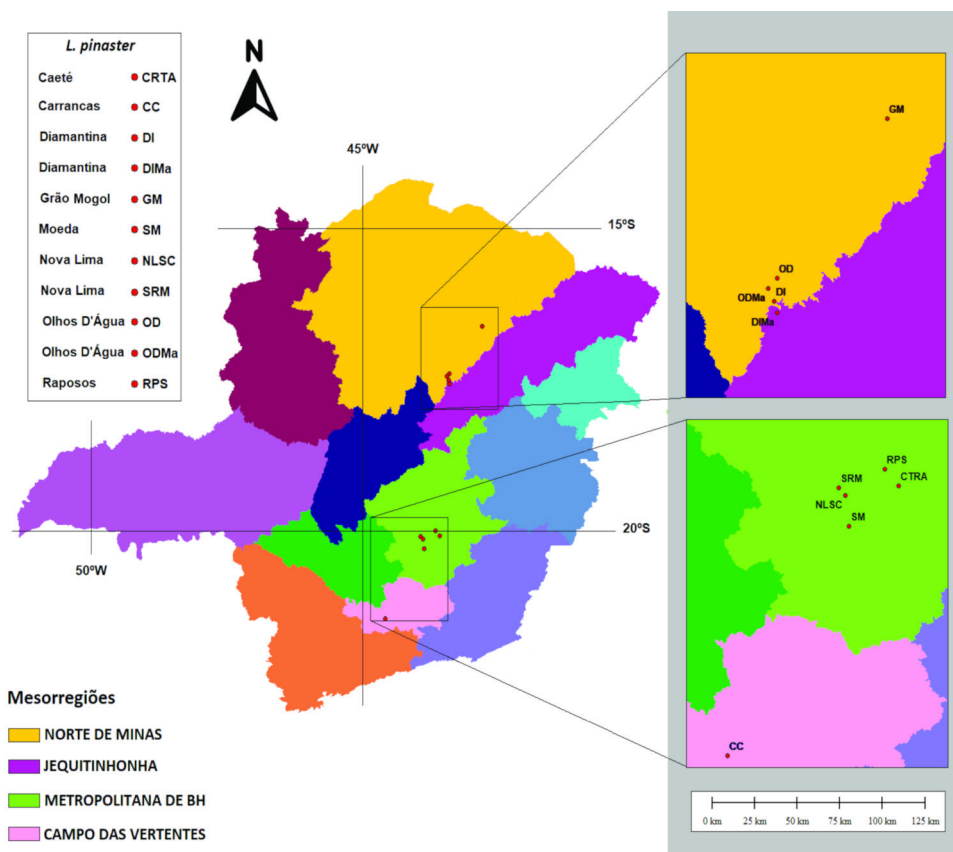 L. pinaster
Caeté CRTA
Carrancas CC
Diamantina DI
Diamantina DIMa
Grão Mogol GM
Moeda SM
Nova Lima NLSC
Nova Lima SRM
Olhos D'Água OD
Olhos D'Água ODMa
Raposos RPS
N
45ºW
15ºS
20ºS
50ºW
GM
OD
ODMa DI
DIMa
RPS
SRM CTRA
NLSC
SM
CC
Mesorregiões
NORTE DE MINAS
JEQUITINHONHA
METROPOLITANA DE BH
CAMPO DAS VERTENTES
0 km 25 km 50 km 80 km 100 km 125 km